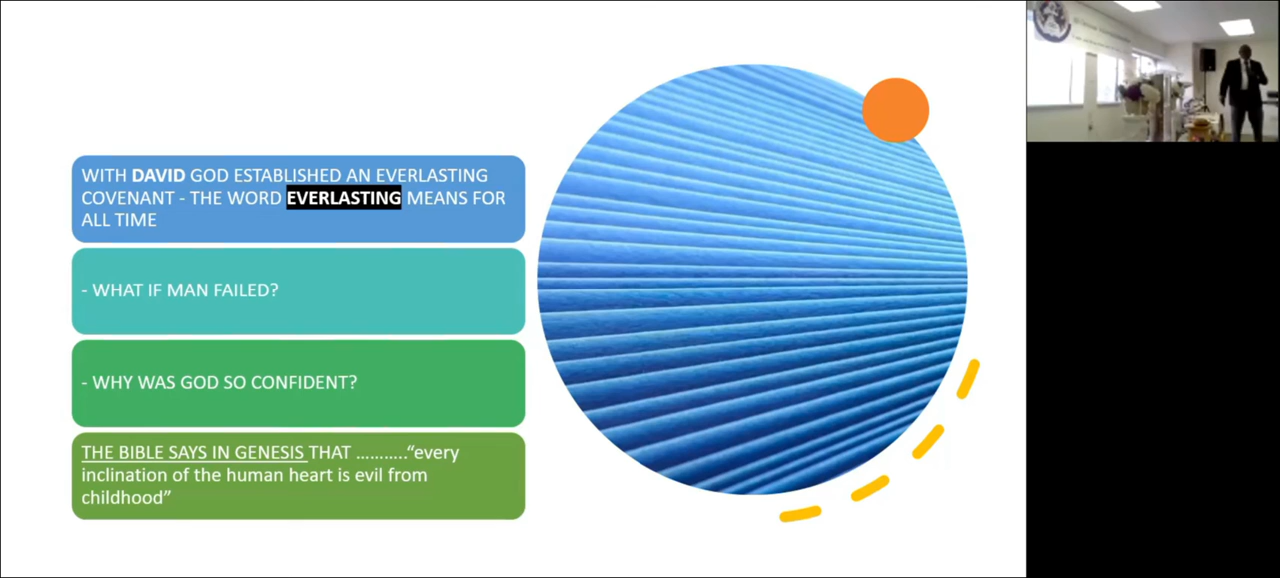 WITH DAVID GOD ESTABLISHED AN EVERLASTING
COVENANT - THE WORD EVERLASTING MEANS FOR
ALL TIME
- WHAT IF MAN FAILED?
- WHY WAS GOD SO CONFIDENT?
THE BIBLE SAYS IN GENESIS THAT ………..“every
inclination of the human heart is evil from
childhood”